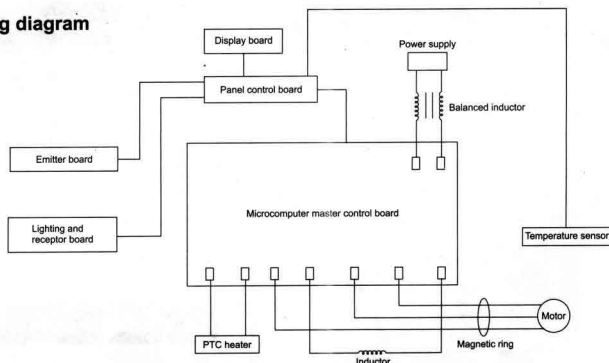 g diagram
Display board
Power supply
Panel control board
Balanced inductor
Emitter board
Microcomputer master control board
Lighting and
receptor board
Temperature sensor
PTC heater
Motor
Magnetic ring
Inductor